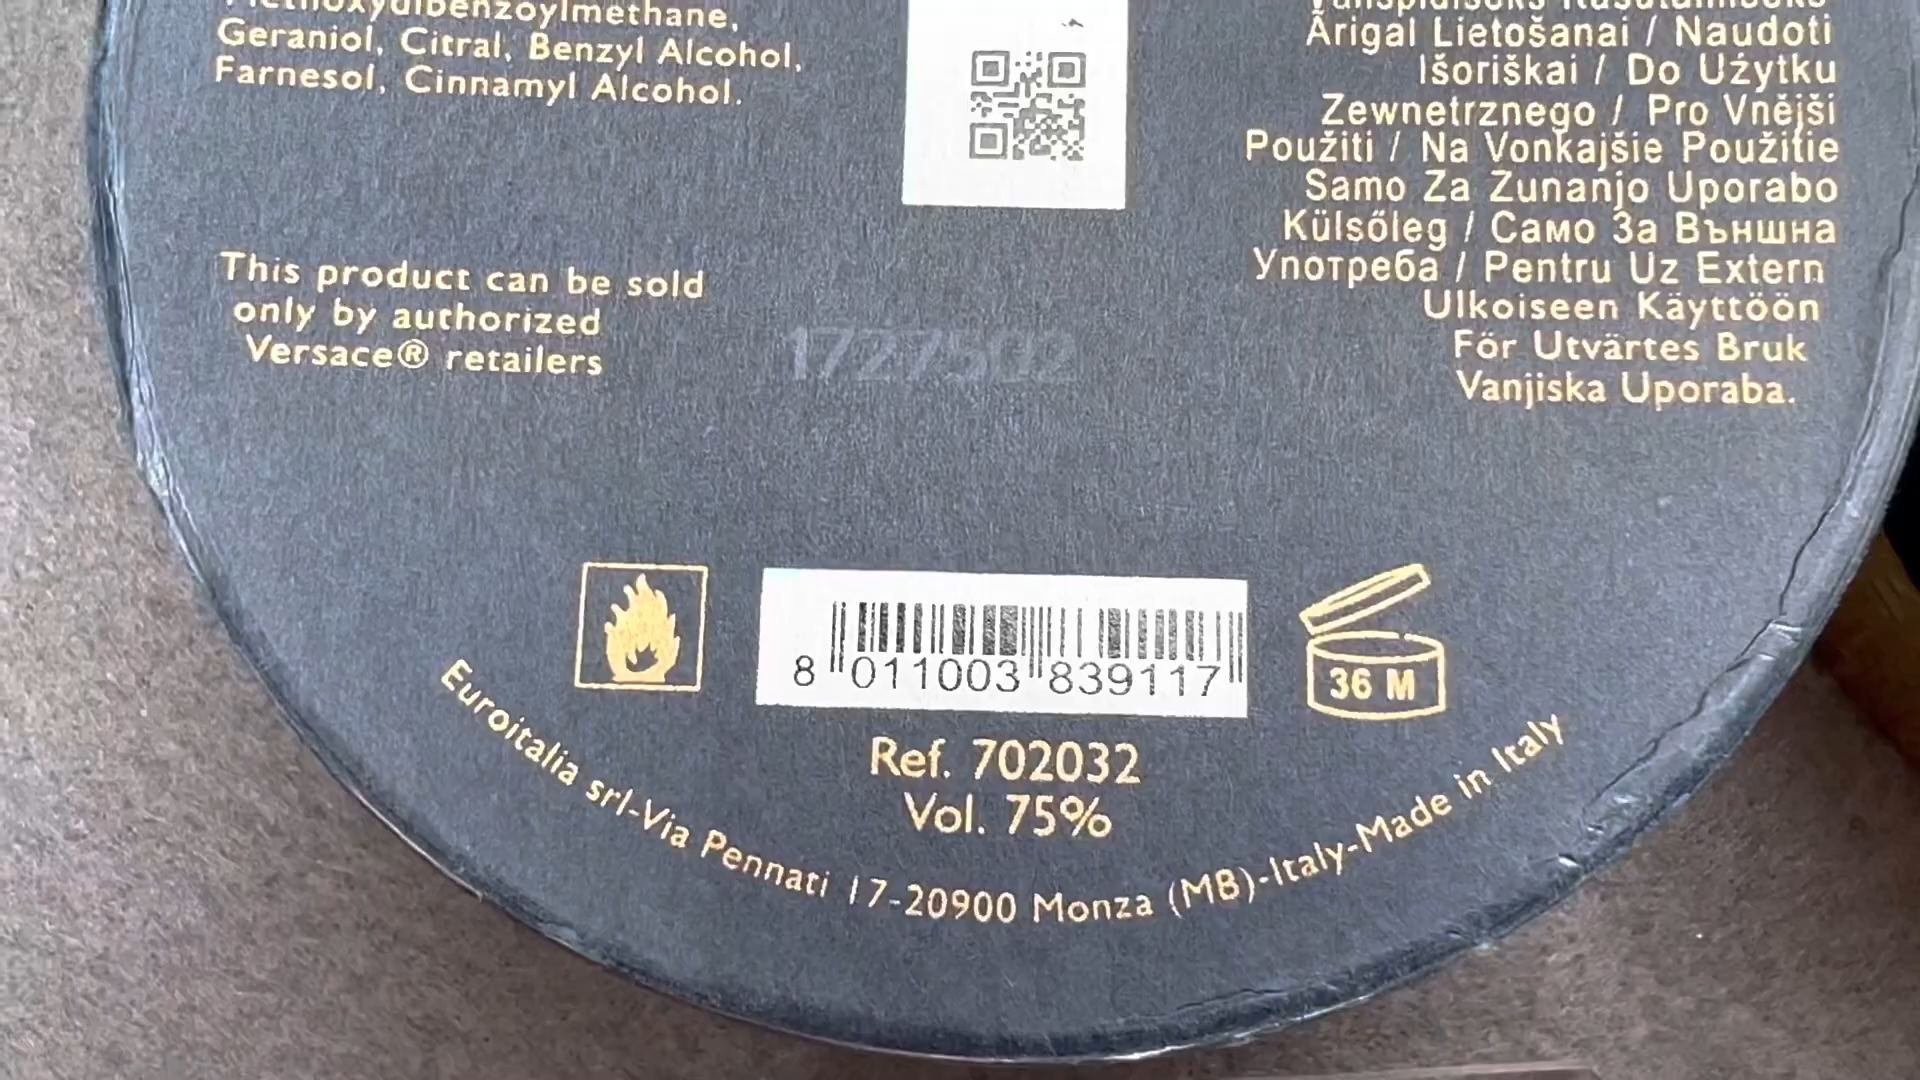 Methoxydibenzoylmethane,
Geraniol, Citral, Benzyl Alcohol,
Farnesol, Cinnamyl Alcohol.
This product can be sold
only by authorized
Versace® retailers
1727502
Ārigai Lietošanai / Naudoti
Išoriškai / Do Użytku
Zewnetrznego / Pro Vnější
Použiti / Na Vonkajšie Použitie
Samo Za Zunanjo Uporabo
Külsőleg / Само За Външна
Употреба / Pentru Uz Extern
Ulkoiseen Käyttöön
För Utvärtes Bruk
Vanjiska Uporaba.
8 011003 839117
36 M
Ref. 702032
Vol. 75%
Euroitalia srl-Via Pennati 17-20900 Monza (MB)-Italy-Made in Italy